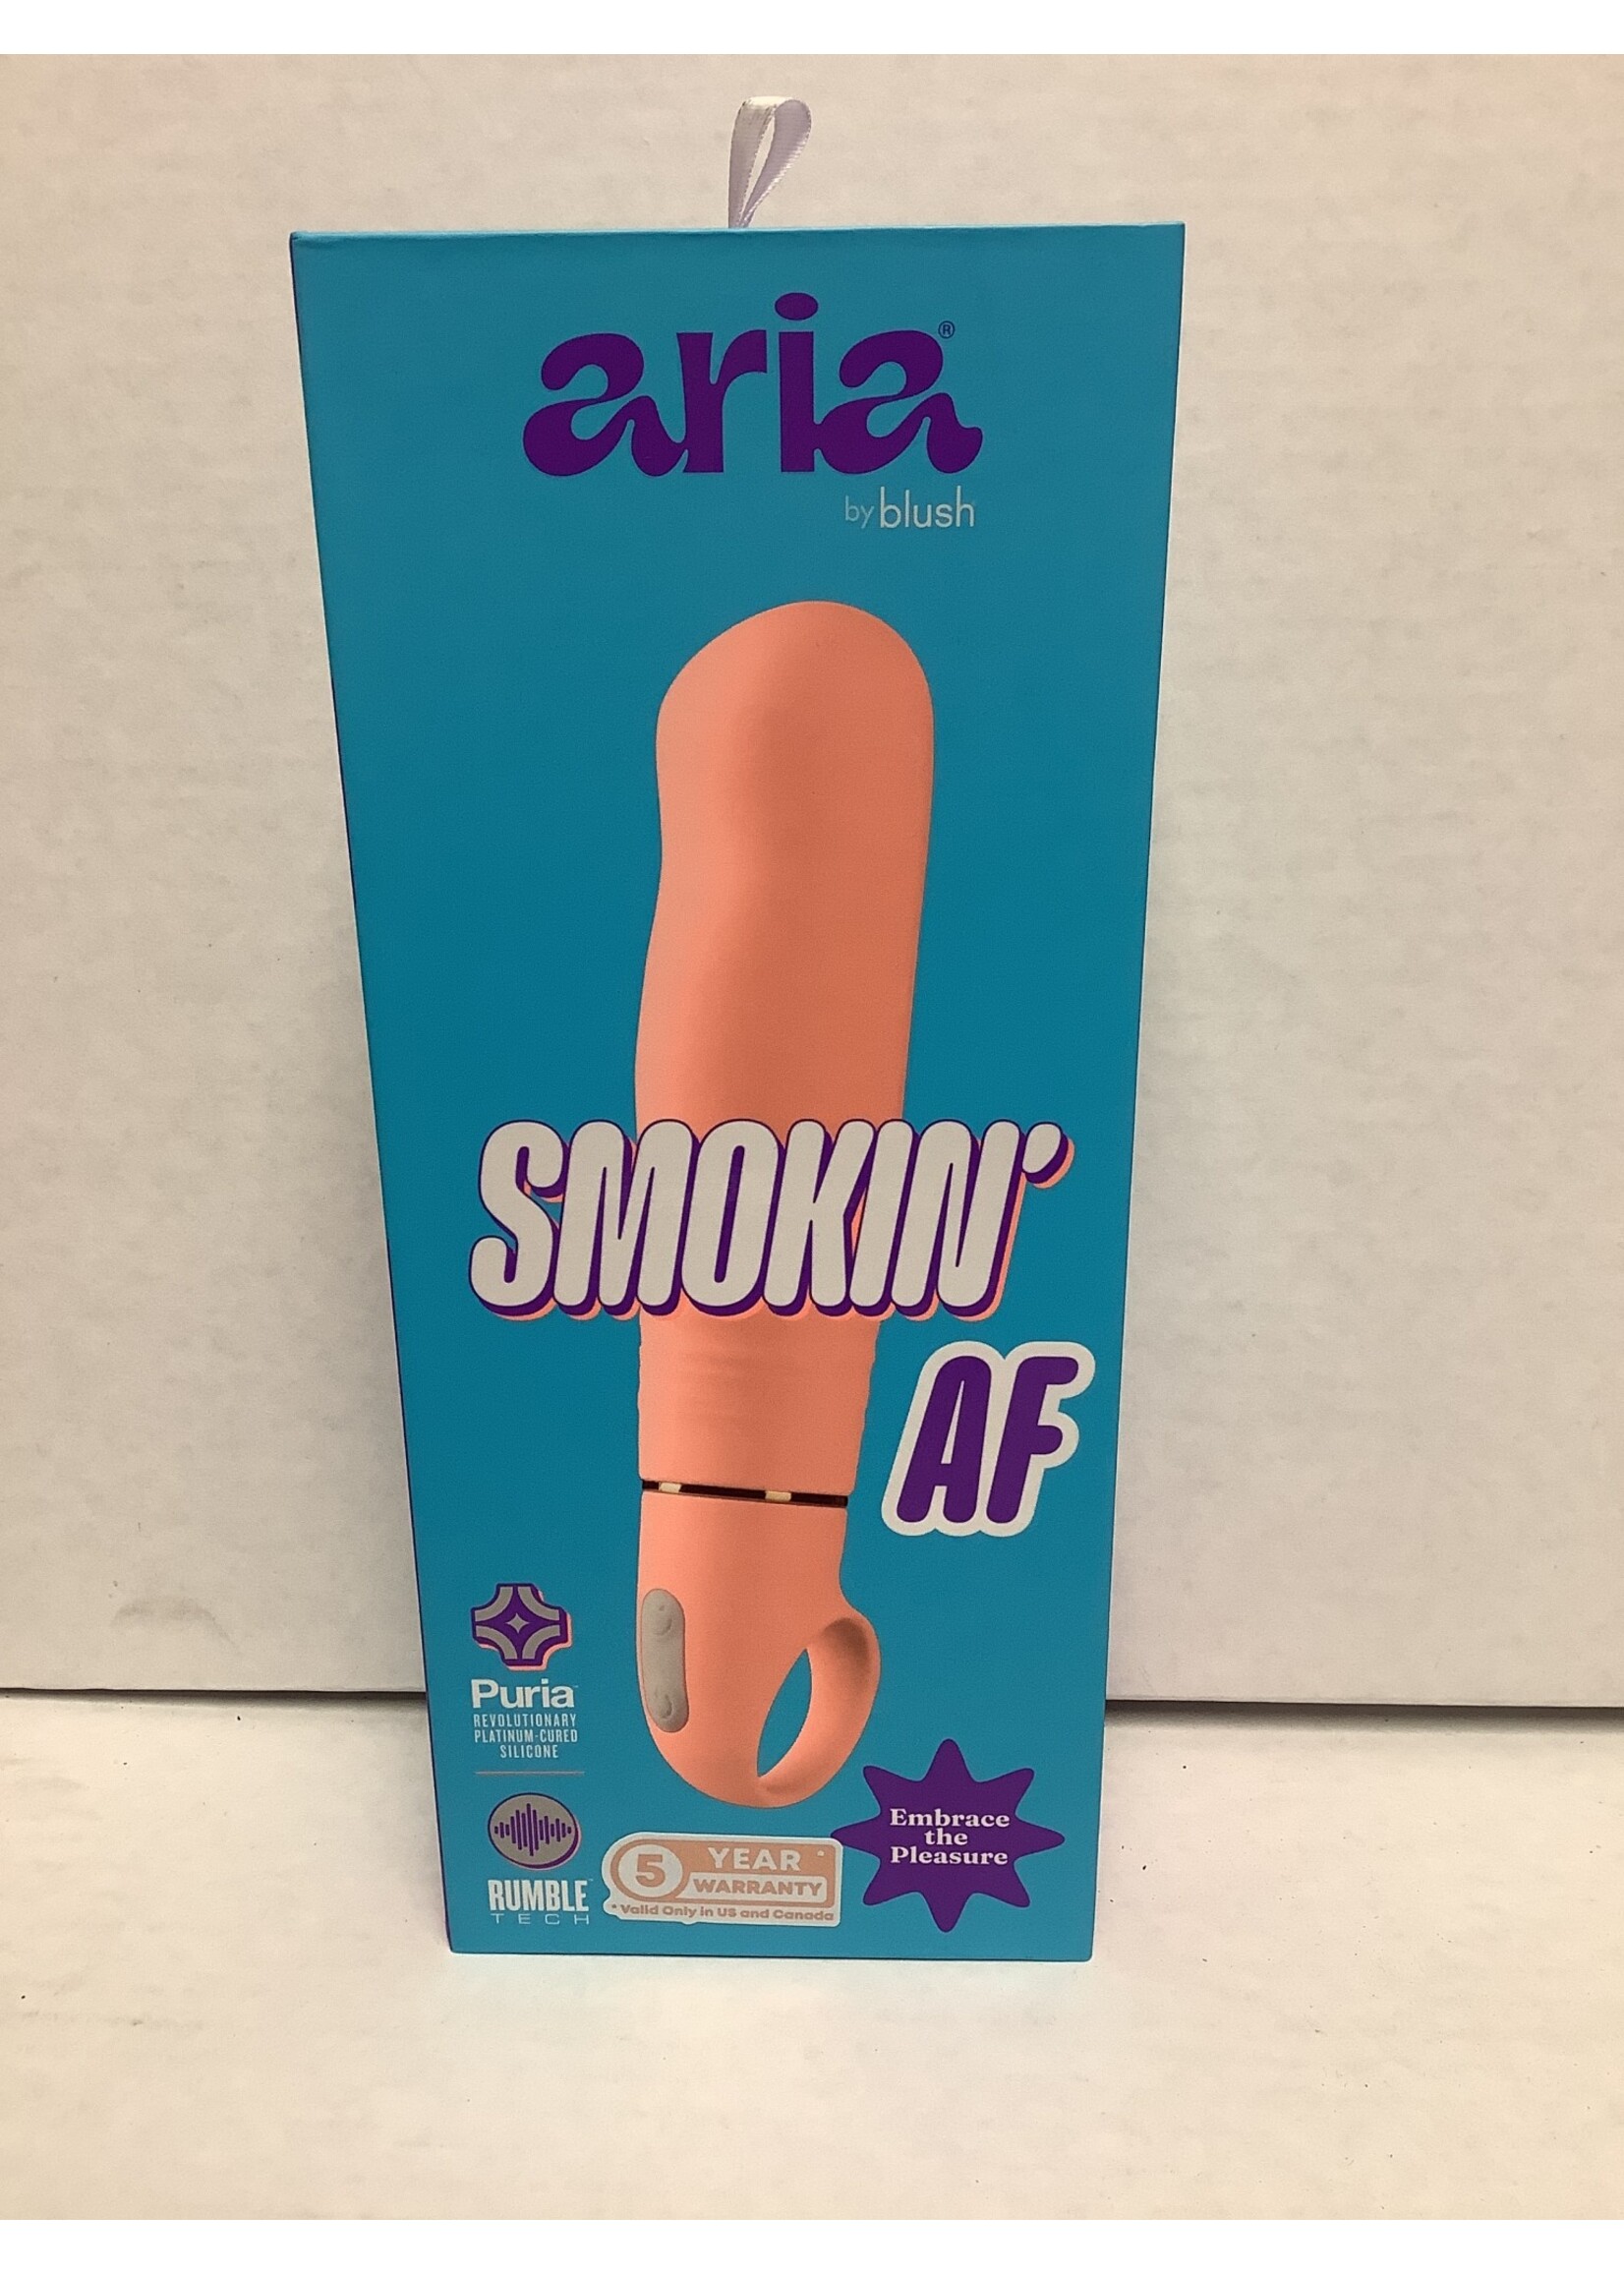 aria®
by blush
SMOKIN'
AF
Puria™
REVOLUTIONARY
PLATINUM-CURED
SILICONE
RUMBLE™
TECH
5 YEAR *
WARRANTY
* Valid Only in US and Canada
Embrace
the
Pleasure